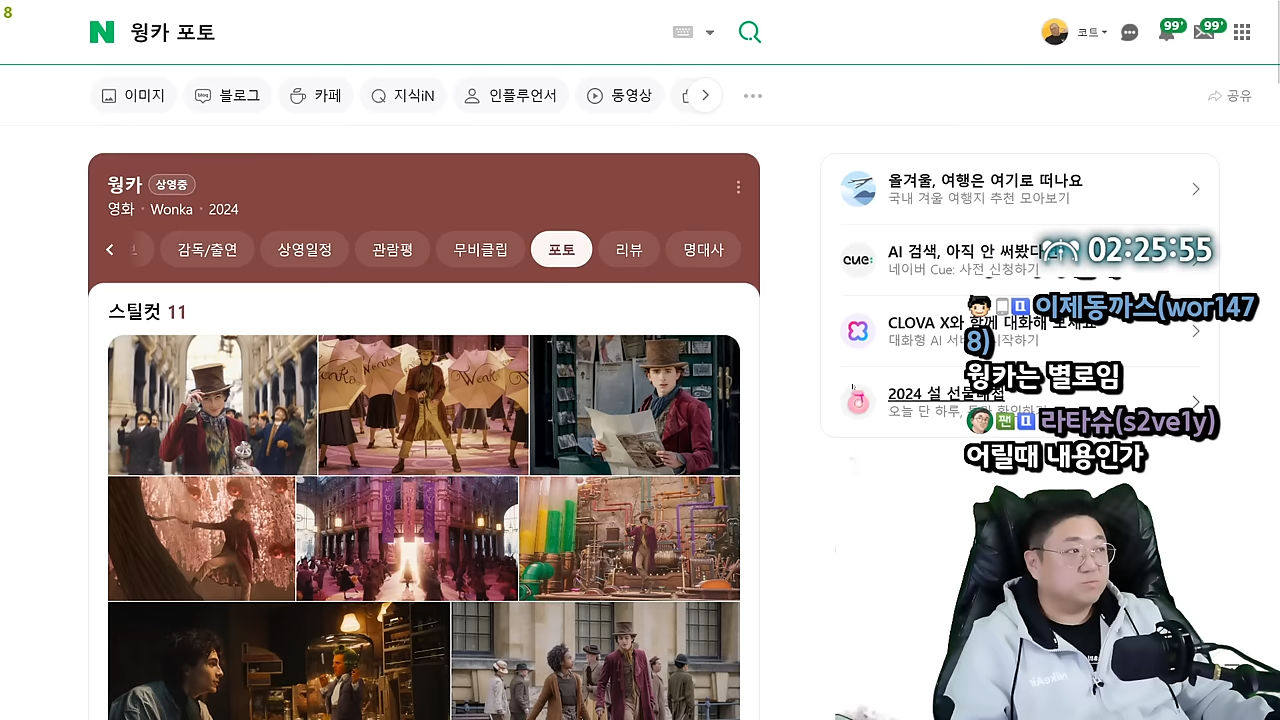 8
N 웡카 포토
코트
99⁺
99⁺
이미지
블로그
카페
지식iN
인플루언서
동영상
공유
웡카 상영중
영화 · Wonka · 2024
감독/출연
상영일정
관람평
무비클립
포토
리뷰
명대사
스틸컷 11
올겨울, 여행은 여기로 떠나요
국내 겨울 여행지 추천 모아보기
cue:
AI 검색, 아직 안 써봤다
네이버 Cue: 사전 신청하기
CLOVA X와 함께 대화해 보세요
대화형 AI 서비 시작하기
2024 설 선물대첩
오늘 단 하루,
02:25:55
이제동까스(wor147
8)
웡카는 별로임
팬 라타슈(s2ve1y)
어릴때 내용인가